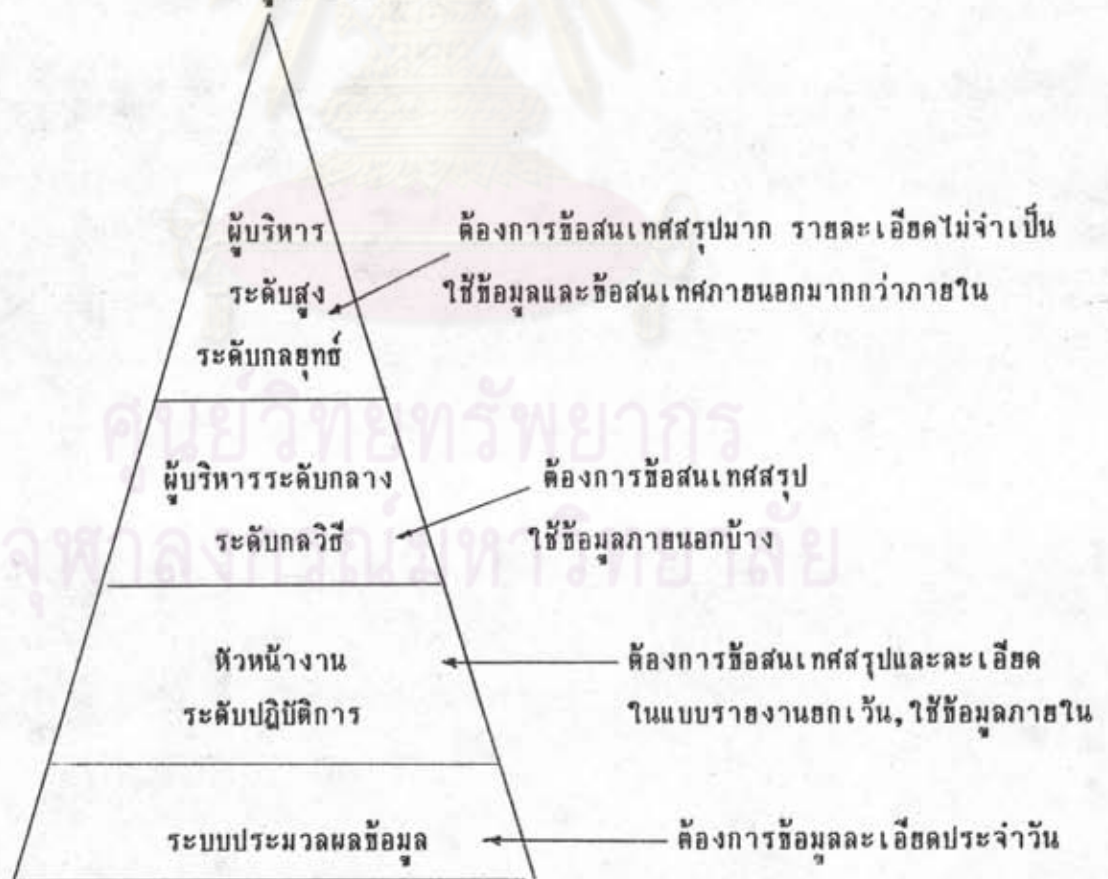 ผู้บริหาร
ต้องการข้อสนเทศสรุปมาก รายละเอียดไม่จำเป็น
ระดับสูง
ใช้ข้อมูลและข้อสนเทศภายนอกมากกว่าภายใน
ระดับกลยุทธ์
ศูนย์วิทยทรัพยากร
ผู้บริหารระดับกลาง
ต้องการข้อสนเทศสรุป
ระดับกลวิธี
ใช้ข้อมูลภายนอกบ้าง
จุฬาลงกรณ์มหาวิทยาลัย
หัวหน้างาน
ต้องการข้อสนเทศสรุปและละเอียด
ระดับปฏิบัติการ
ในแบบรายงานยกเว้น,ใช้ข้อมูลภายใน
ระบบประมวลผลข้อมูล
ต้องการข้อมูลละเอียดประจำวัน